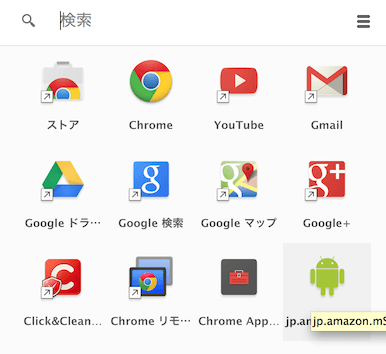 検索
ストア
Chrome
YouTube
Gmail
Google ドラ…
Google 検索
Google マップ
Google+
Click&Clean…
Chrome リモ…
Chrome App…
jp.an
jp.amazon.mS